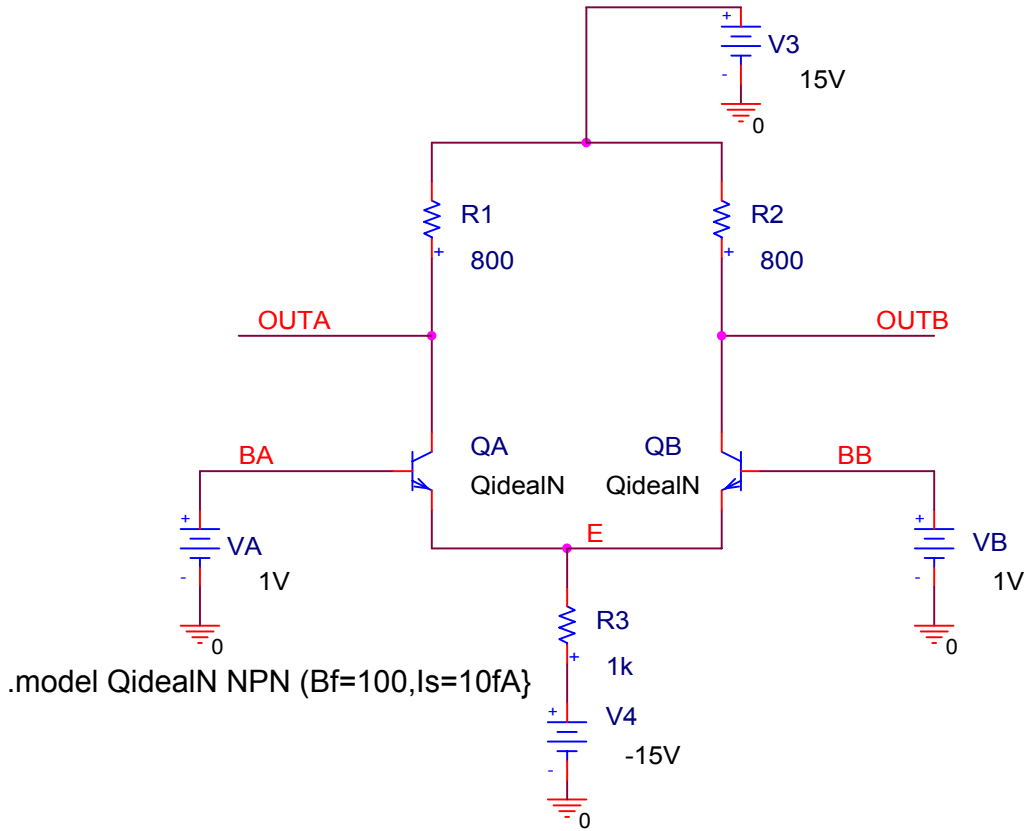 +
V3
-
15V
0
R1
R2
+
800
+
800
OUTA
OUTB
BA
QA
QB
BB
QidealN
QidealN
+
E
+
VA
VB
-
1V
-
1V
R3
0
0
+
1k
.model QidealN NPN (Bf=100,Is=10fA}
+
V4
-15V
-
0